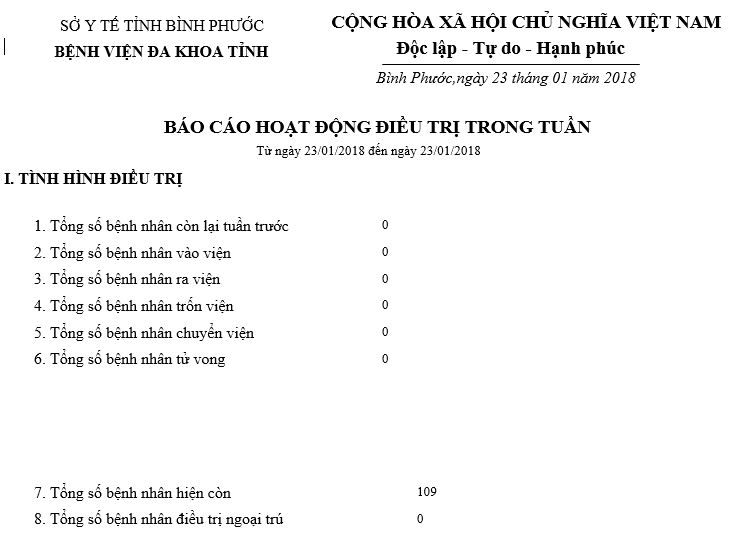 SỞ Y TẾ TỈNH BÌNH PHƯỚC
BỆNH VIỆN ĐA KHOA TỈNH
CỘNG HÒA XÃ HỘI CHỦ NGHĨA VIỆT NAM
Độc lập - Tự do - Hạnh phúc
Bình Phước,ngày 23 tháng 01 năm 2018
BÁO CÁO HOẠT ĐỘNG ĐIỀU TRỊ TRONG TUẦN
Từ ngày 23/01/2018 đến ngày 23/01/2018
I. TÌNH HÌNH ĐIỀU TRỊ
1. Tổng số bệnh nhân còn lại tuần trước 0
2. Tổng số bệnh nhân vào viện 0
3. Tổng số bệnh nhân ra viện 0
4. Tổng số bệnh nhân trốn viện 0
5. Tổng số bệnh nhân chuyển viện 0
6. Tổng số bệnh nhân tử vong 0
7. Tổng số bệnh nhân hiện còn 109
8. Tổng số bệnh nhân điều trị ngoại trú 0